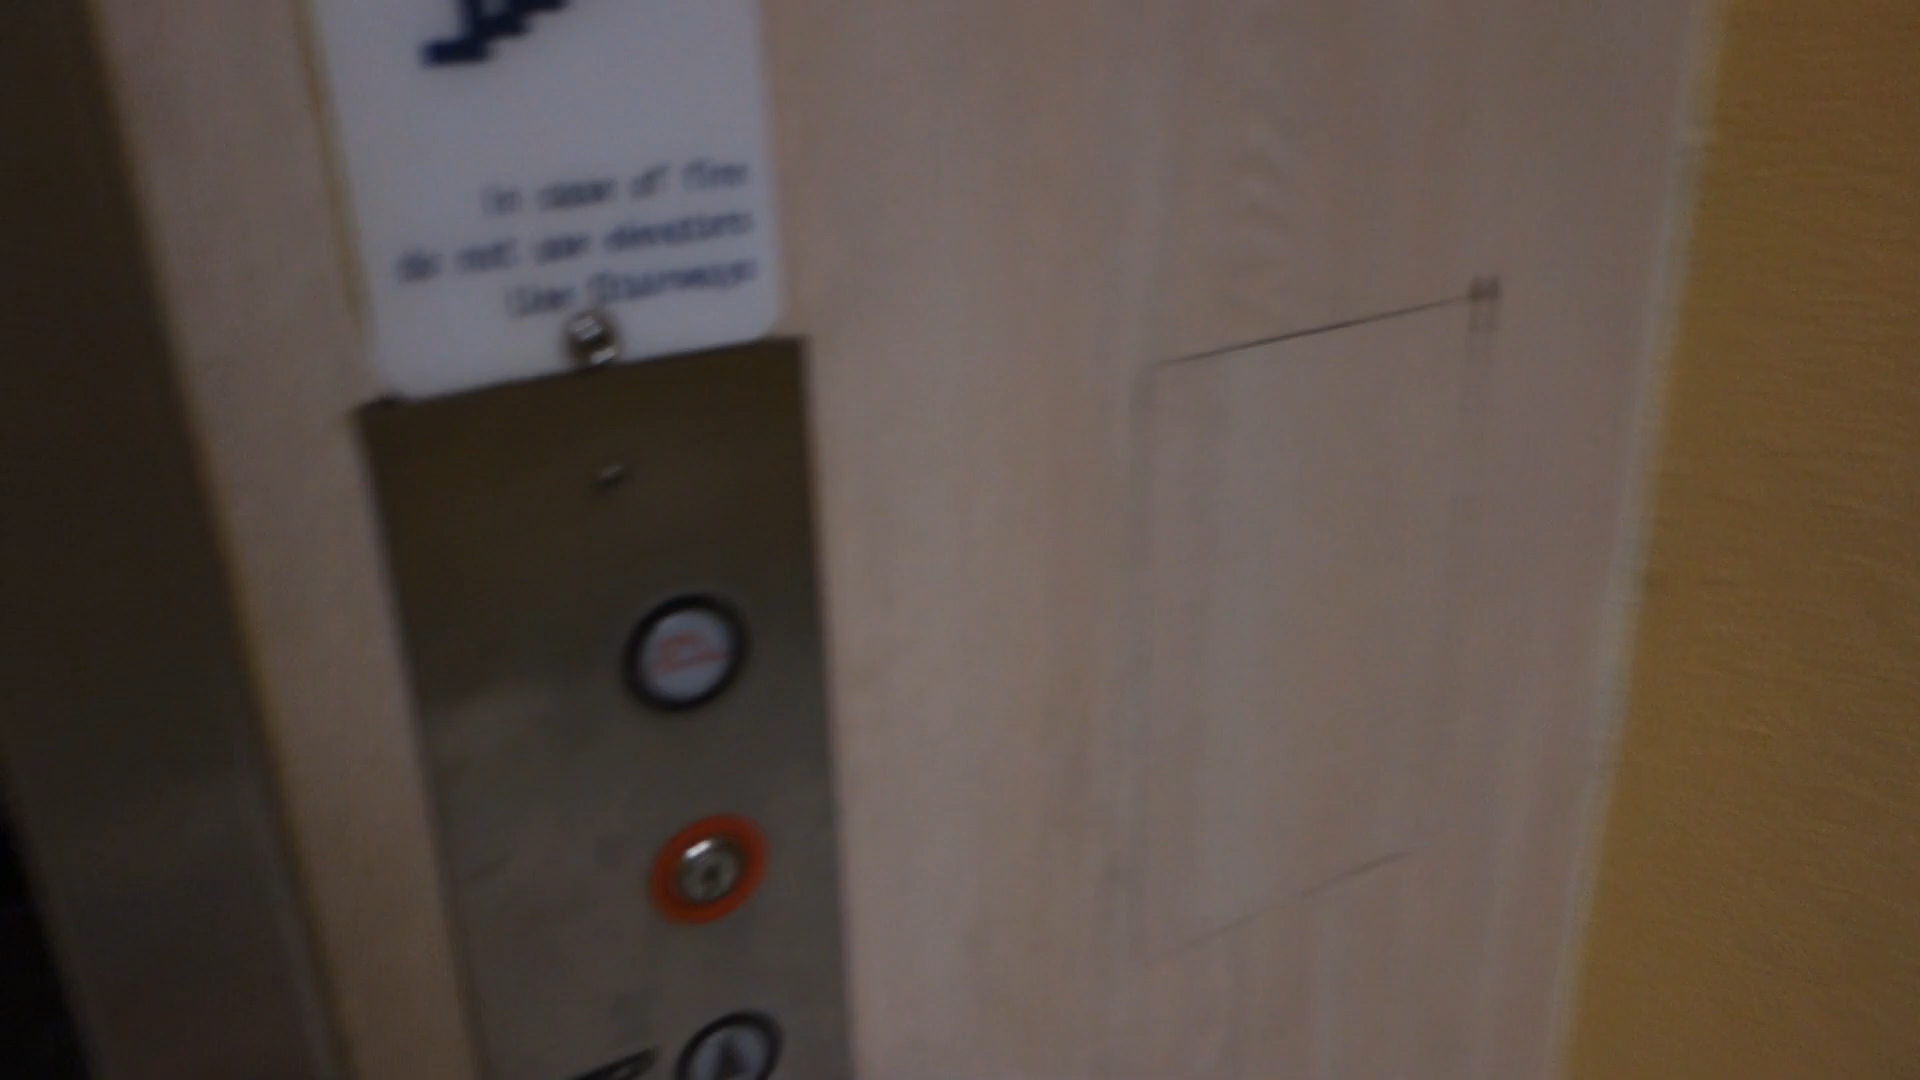 In case of fire
do not use elevators
Use Stairways